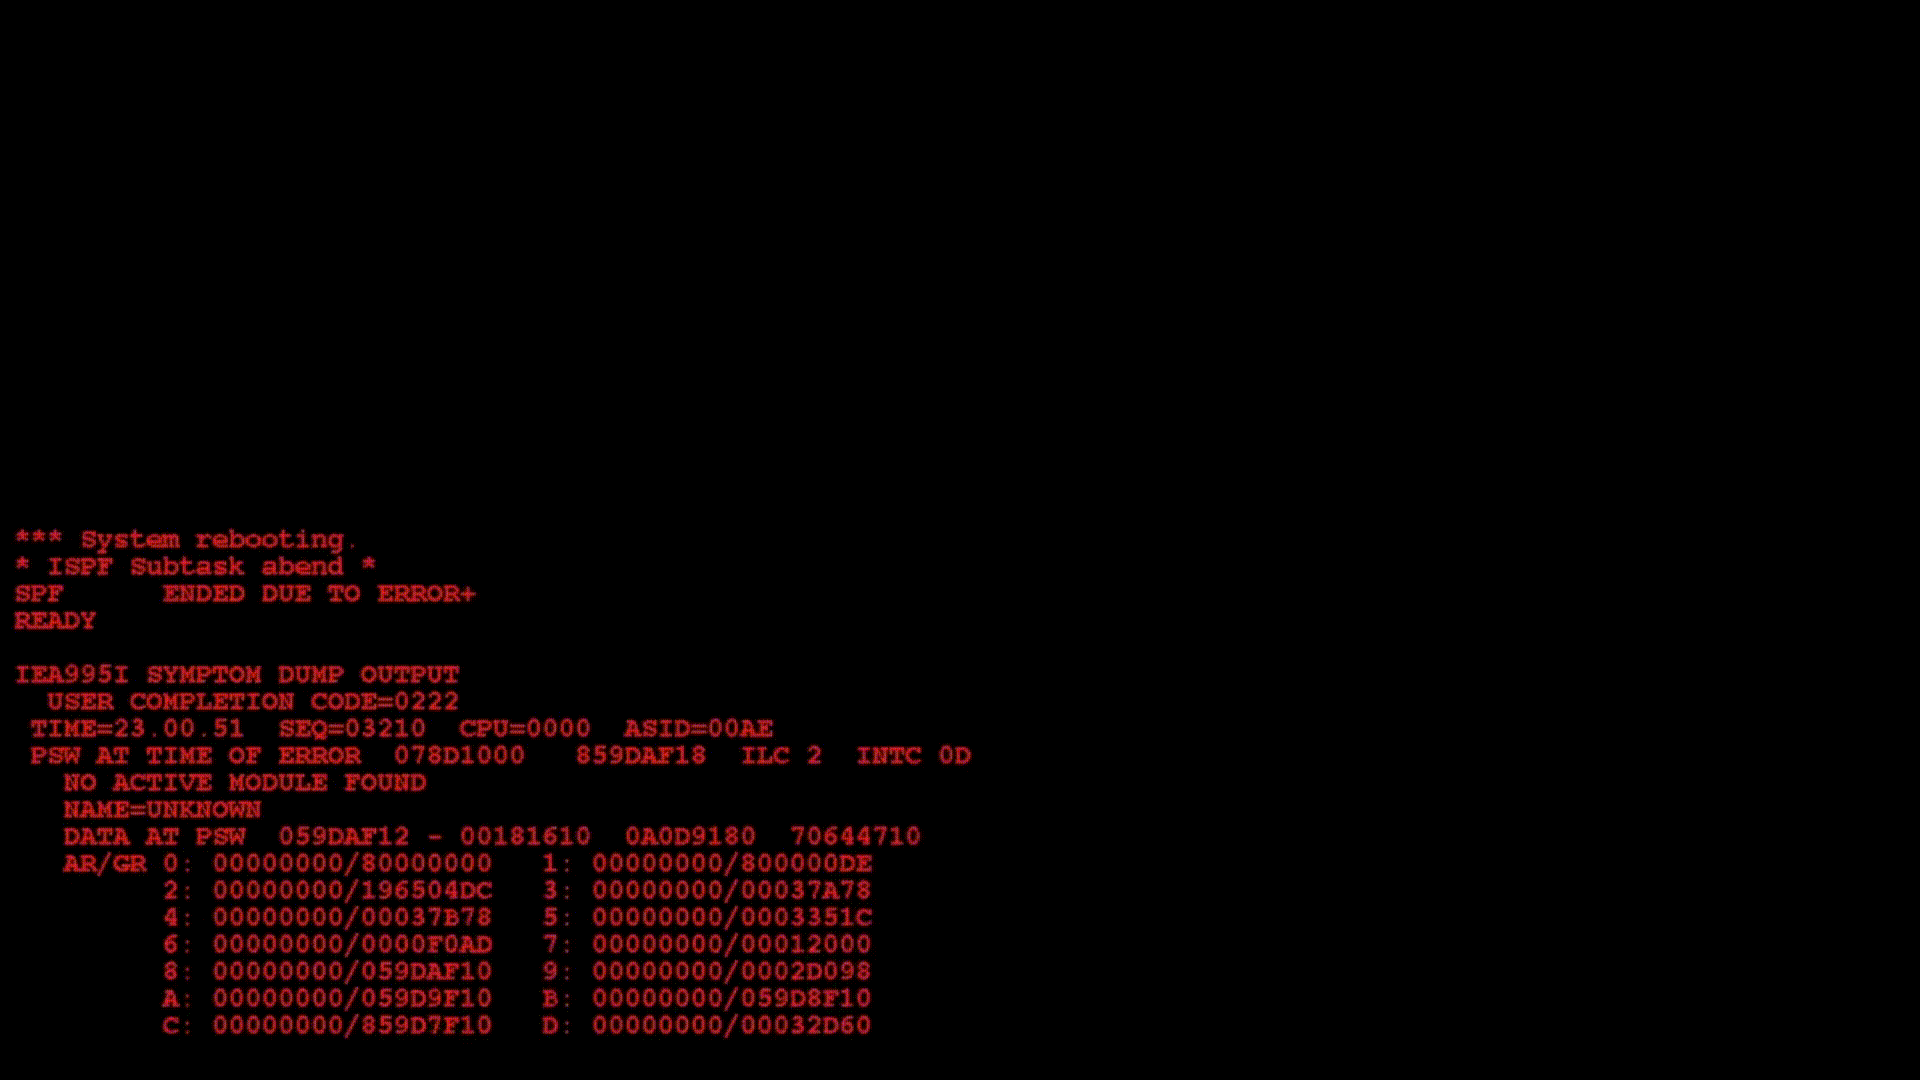 *** System rebooting.
* ISPF Subtask abend *
SPF      ENDED DUE TO ERROR+
READY

IEA995I SYMPTOM DUMP OUTPUT
  USER COMPLETION CODE=0222
 TIME=23.00.51  SEQ=03210  CPU=0000  ASID=00AE
 PSW AT TIME OF ERROR  078D1000   859DAF18  ILC 2  INTC 0D
   NO ACTIVE MODULE FOUND
   NAME=UNKNOWN
   DATA AT PSW  059DAF12 - 00181610  0A0D9180  70644710
   AR/GR 0: 00000000/80000000   1: 00000000/800000DE
         2: 00000000/196504DC   3: 00000000/00037A78
         4: 00000000/00037B78   5: 00000000/0003351C
         6: 00000000/0000F0AD   7: 00000000/00012000
         8: 00000000/059DAF10   9: 00000000/0002D098
         A: 00000000/059D9F10   B: 00000000/059D8F10
         C: 00000000/859D7F10   D: 00000000/00032D60